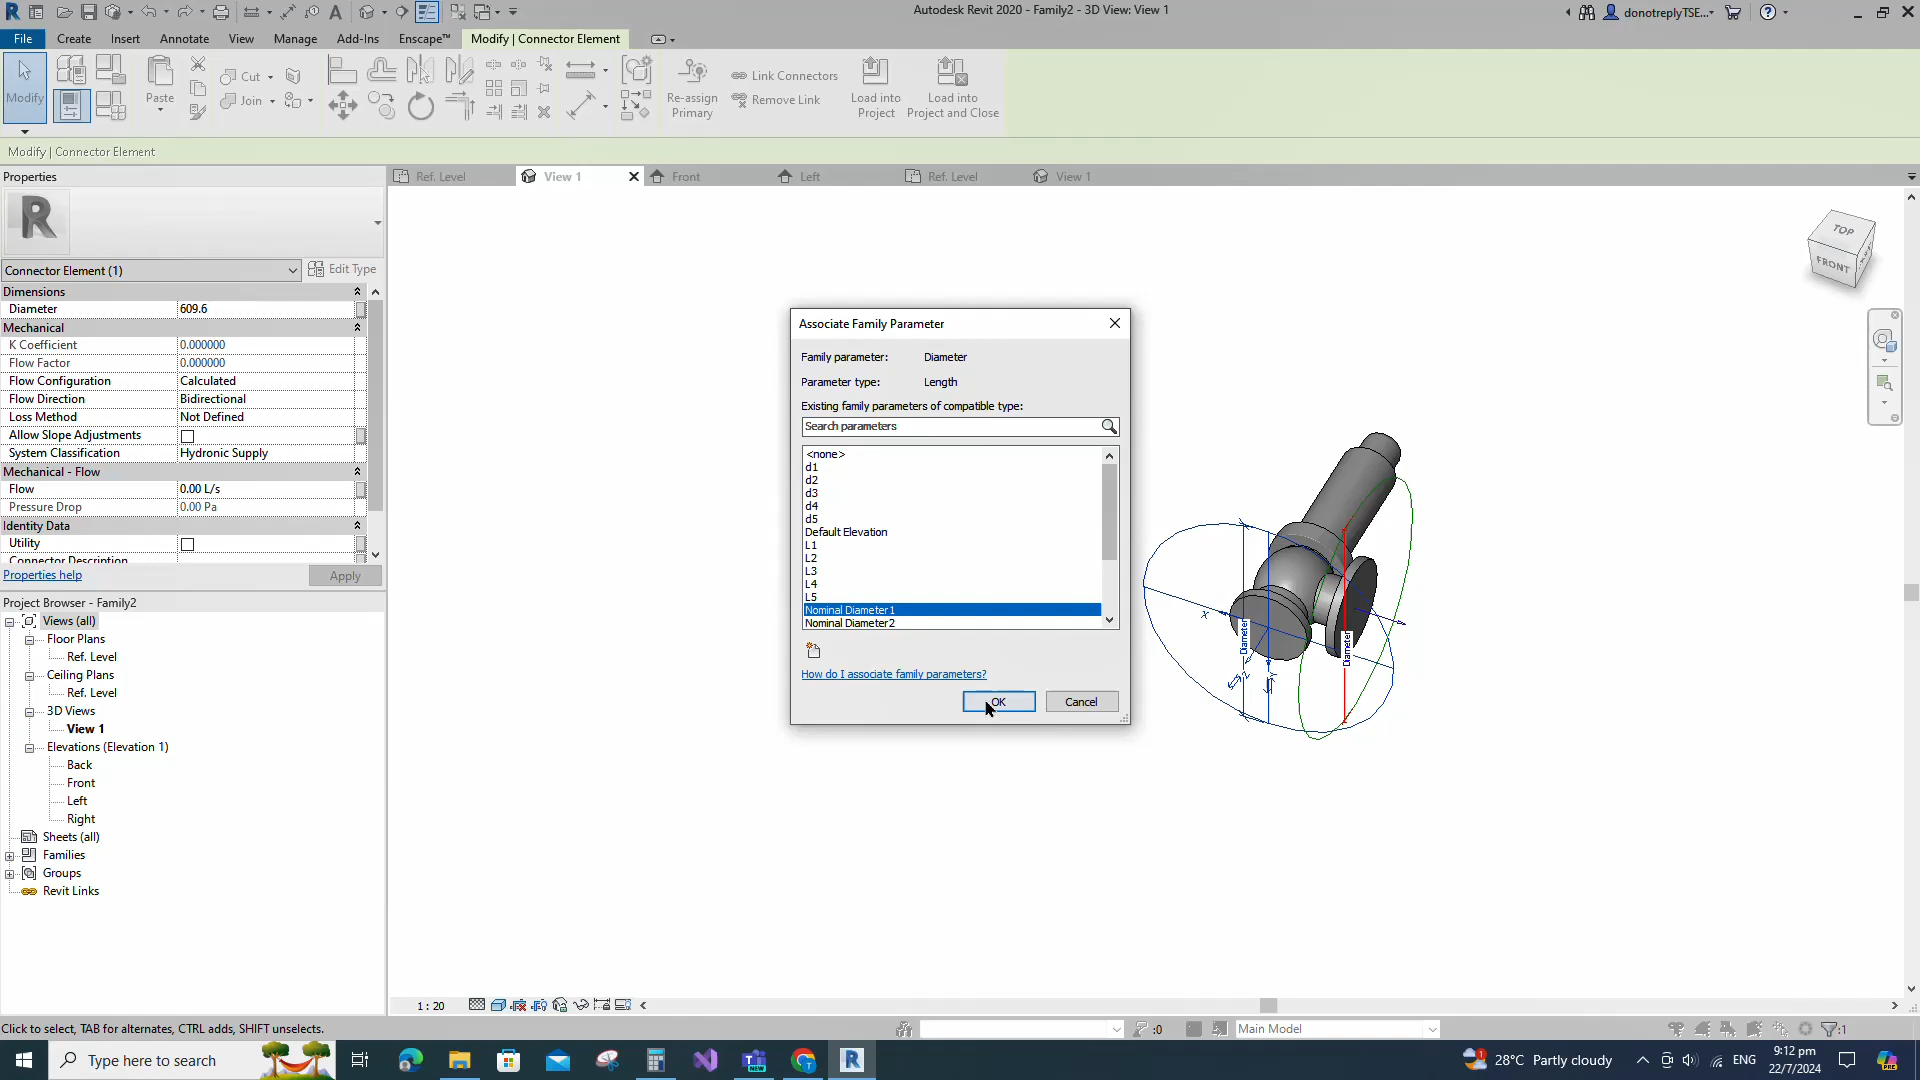 Autodesk Revit 2020 - Family2 - 3D View: View 1
donotreplyTSE...
File Create Insert Annotate View Manage Add-Ins Enscape™ Modify | Connector Element
Modify
Paste
Cut
Join
Re-assign Primary
Link Connectors
Remove Link
Load into Project
Load into Project and Close
Modify | Connector Element
Properties
Ref. Level
View 1
Front
Left
Ref. Level
View 1
R
Connector Element (1)
Edit Type
Dimensions
Diameter 609.6
Mechanical
K Coefficient 0.000000
Flow Factor 0.000000
Flow Configuration Calculated
Flow Direction Bidirectional
Loss Method Not Defined
Allow Slope Adjustments
System Classification Hydronic Supply
Mechanical - Flow
Flow 0.00 L/s
Pressure Drop 0.00 Pa
Identity Data
Utility
Connector Description
Properties help
Apply
Project Browser - Family2
Views (all)
Floor Plans
Ref. Level
Ceiling Plans
Ref. Level
3D Views
View 1
Elevations (Elevation 1)
Back
Front
Left
Right
Sheets (all)
Families
Groups
Revit Links
Associate Family Parameter
Family parameter: Diameter
Parameter type: Length
Existing family parameters of compatible type:
Search parameters
<none>
d1
d2
d3
d4
d5
Default Elevation
L1
L2
L3
L4
L5
Nominal Diameter1
Nominal Diameter2
How do I associate family parameters?
OK
Cancel
TOP
FRONT
X
Diameter
Diameter
Z
Y
1 : 20
Click to select, TAB for alternates, CTRL adds, SHIFT unselects.
:0
Main Model
:1
Type here to search
NEW
28°C Partly cloudy
ENG
9:12 pm
22/7/2024
PRE